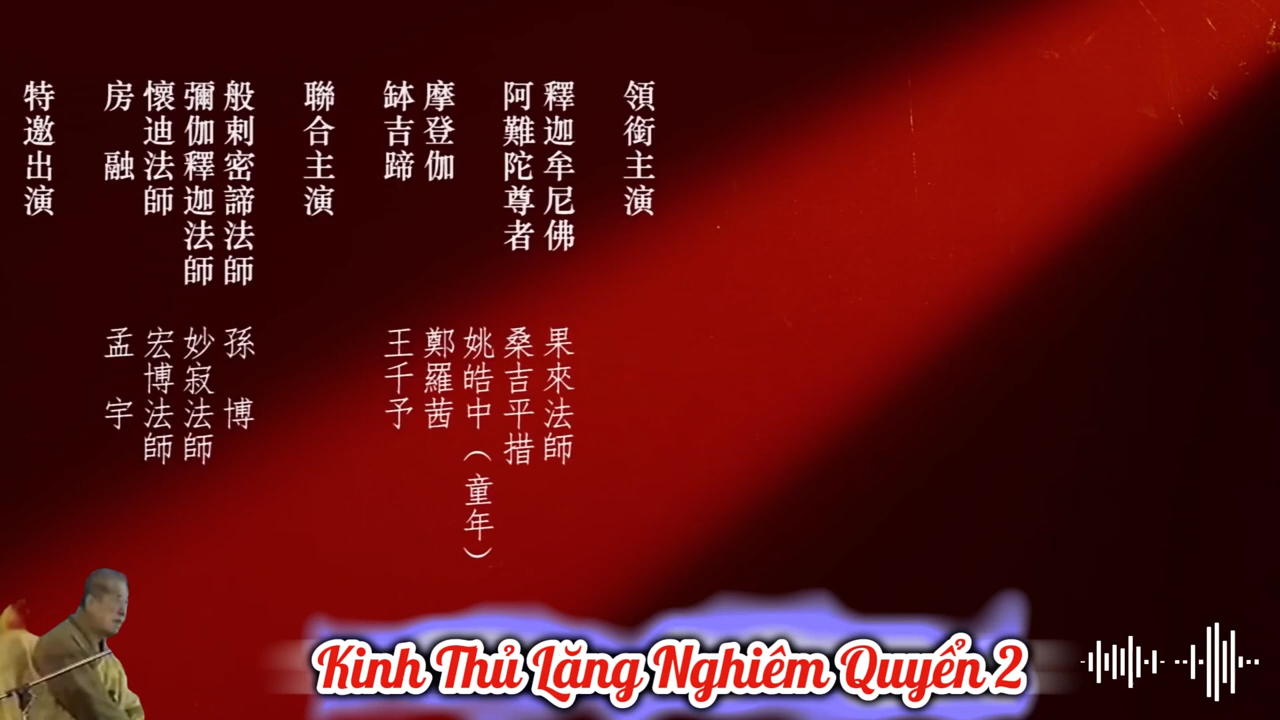 領銜主演
釋迦牟尼佛 果來法師
阿難陀尊者 桑吉平措
姚皓中（童年）
摩登伽 鄭羅茜
缽吉蹄 王千予
聯合主演
般剌密諦法師 孫博
彌伽釋迦法師 妙寂法師
懷迪法師 宏博法師
房融 孟宇
特邀出演
Kinh Thủ Lăng Nghiêm Quyển 2